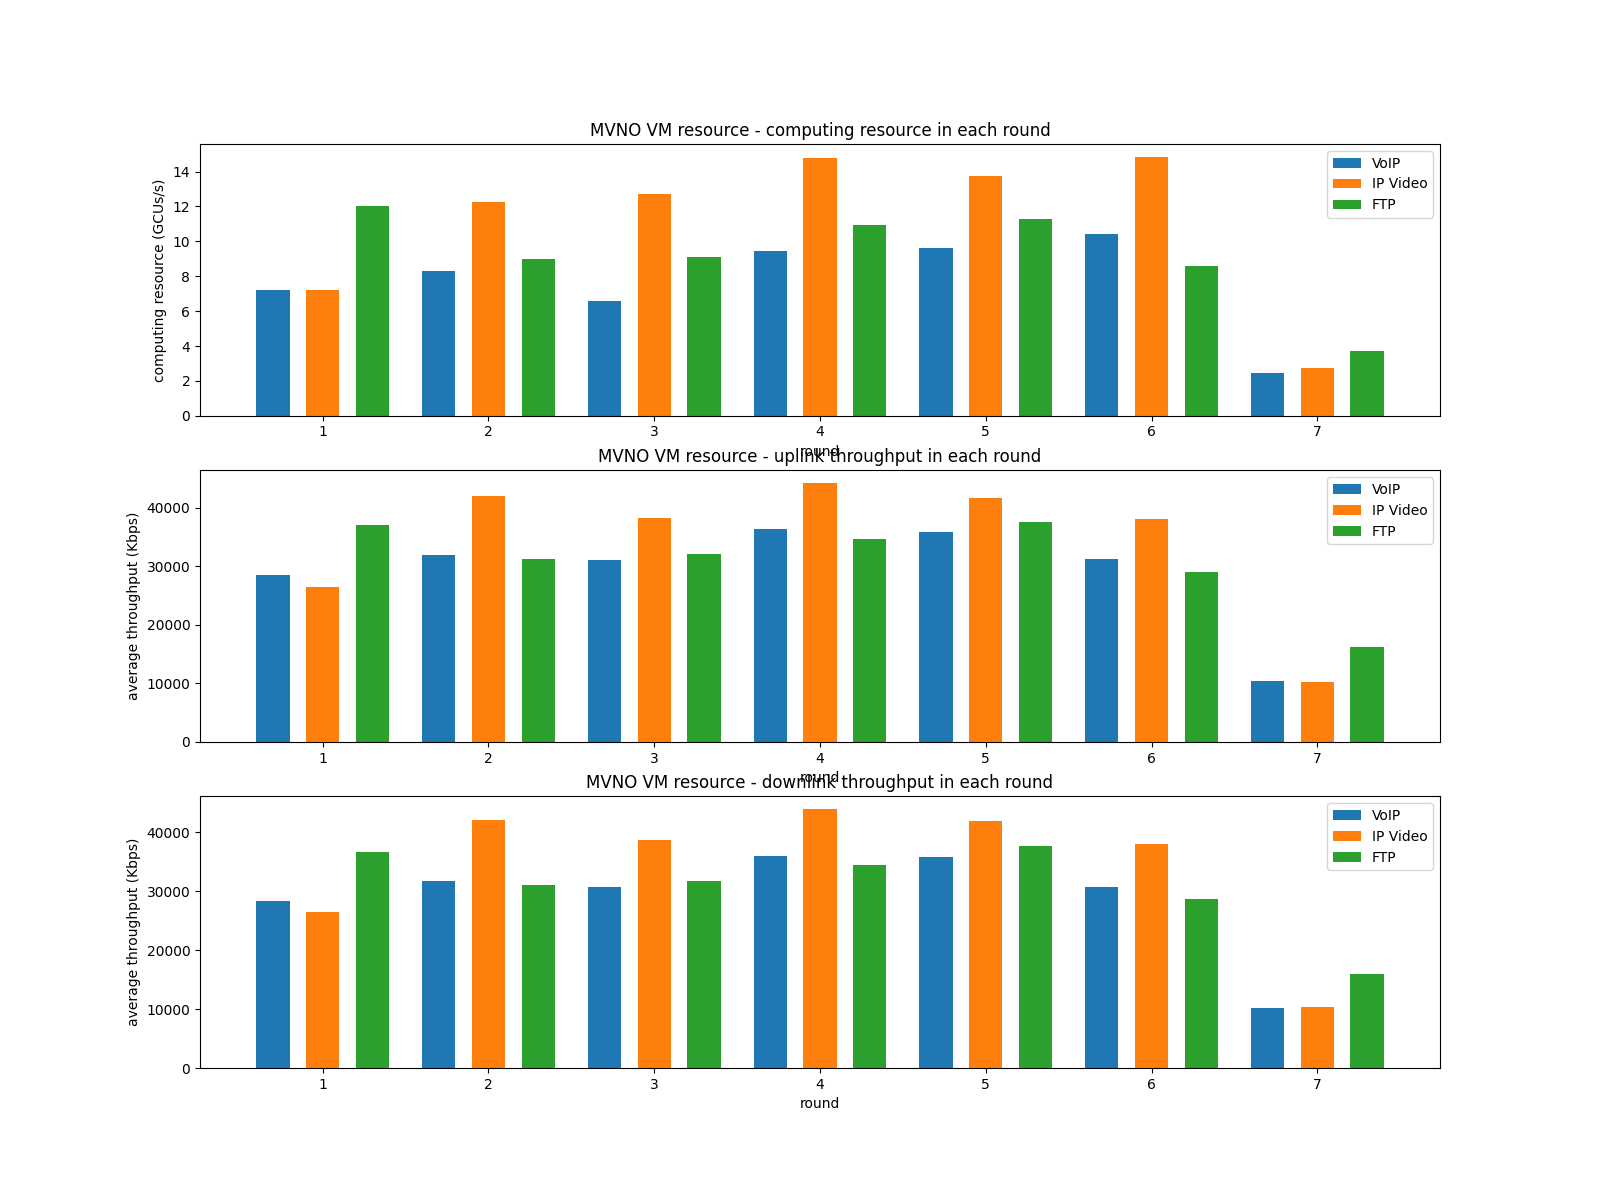 MVNO VM resource - computing resource in each round
computing resource (GCUs/s)
14
12
10
8
6
4
2
0
VoIP
IP Video
FTP
1 2 3 4 5 6 7
round
MVNO VM resource - uplink throughput in each round
average throughput (Kbps)
40000
30000
20000
10000
0
VoIP
IP Video
FTP
1 2 3 4 5 6 7
round
MVNO VM resource - downlink throughput in each round
average throughput (Kbps)
40000
30000
20000
10000
0
VoIP
IP Video
FTP
1 2 3 4 5 6 7
round